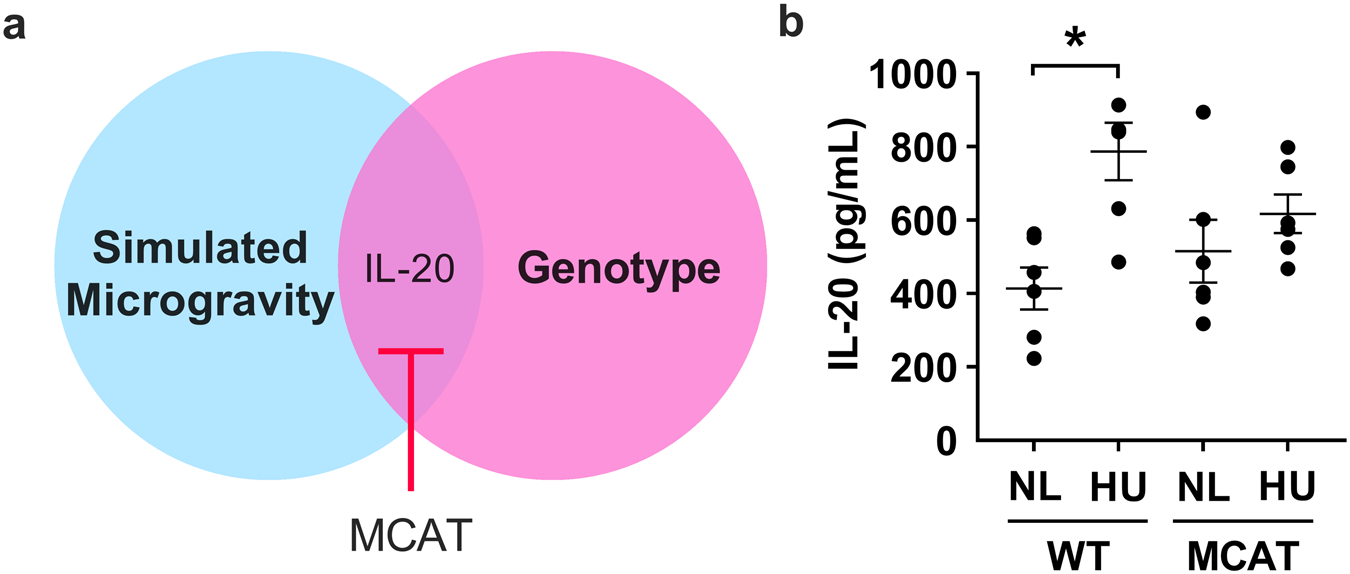 a
Simulated
Microgravity
IL-20
Genotype
MCAT
b
*
IL-20 (pg/mL)
1000
800
600
400
200
0
NL HU NL HU
WT MCAT